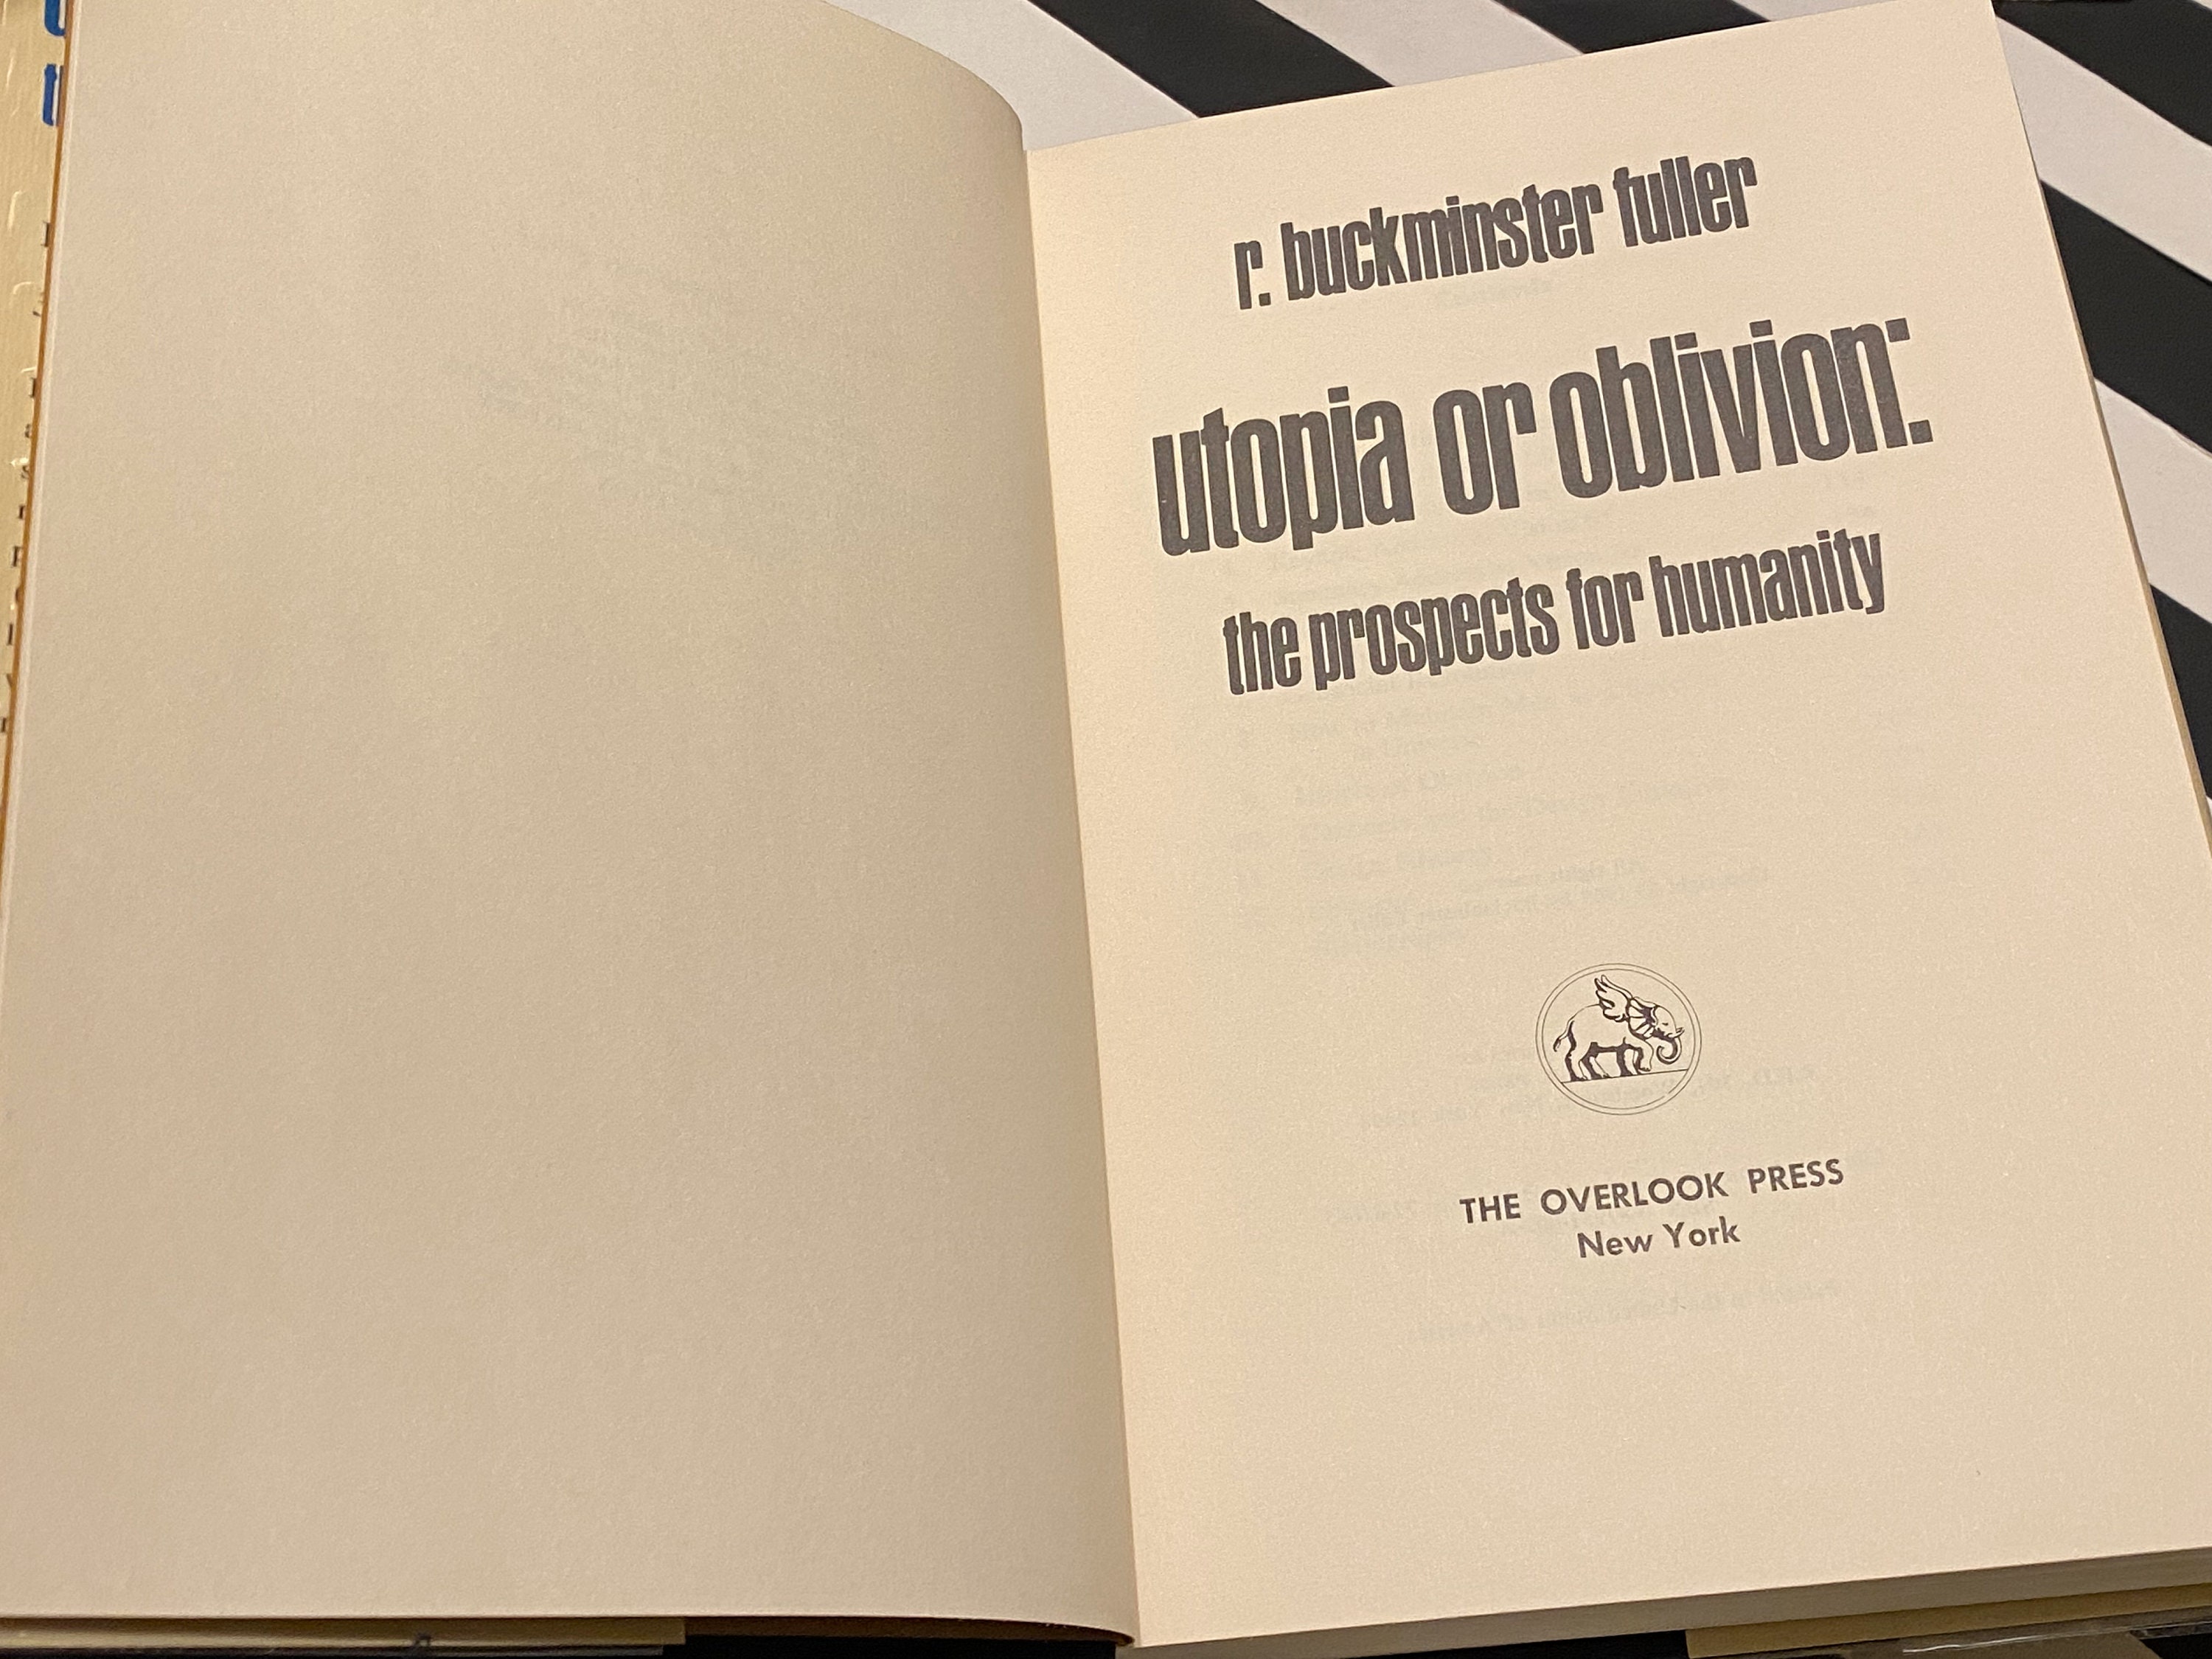 r. buckminster fuller
utopia or oblivion:
the prospects for humanity
THE OVERLOOK PRESS
New York